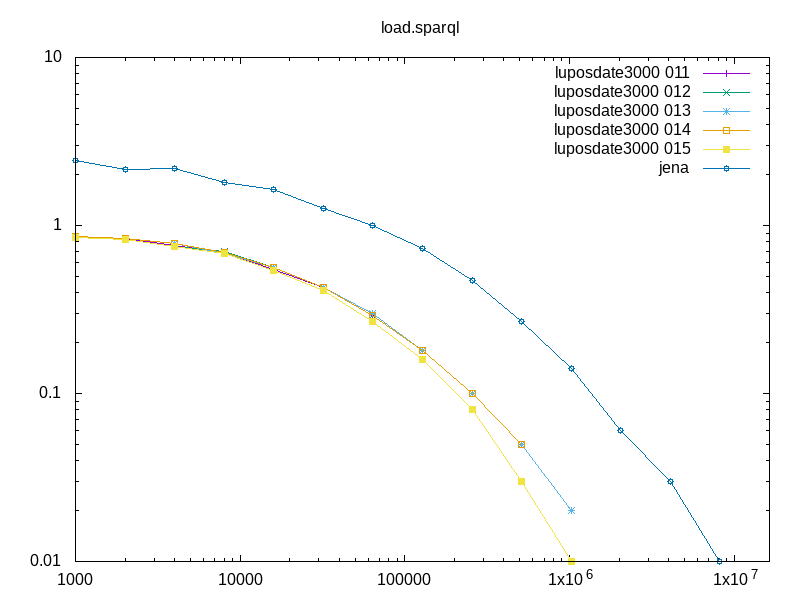 load.sparql
10
1
0.1
0.01
luposdate3000 011
luposdate3000 012
luposdate3000 013
luposdate3000 014
luposdate3000 015
jena
1000
10000
100000
1x10^6
1x10^7